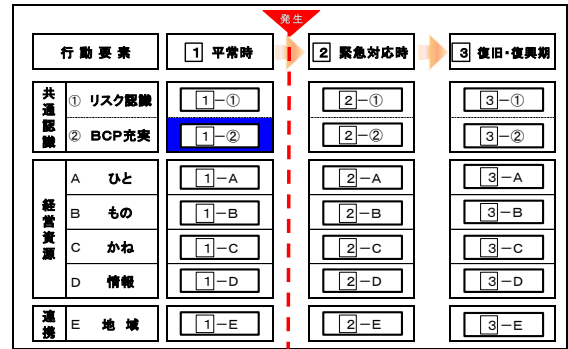 発生
行動要素 1 平常時 2 緊急対応時 3 復旧・復興期
共通認識
① リスク認識 1－① 2－① 3－①
② BCP充実 1－② 2－② 3－②
経営資源
A ひと 1－A 2－A 3－A
B もの 1－B 2－B 3－B
C かね 1－C 2－C 3－C
D 情報 1－D 2－D 3－D
連携
E 地域 1－E 2－E 3－E